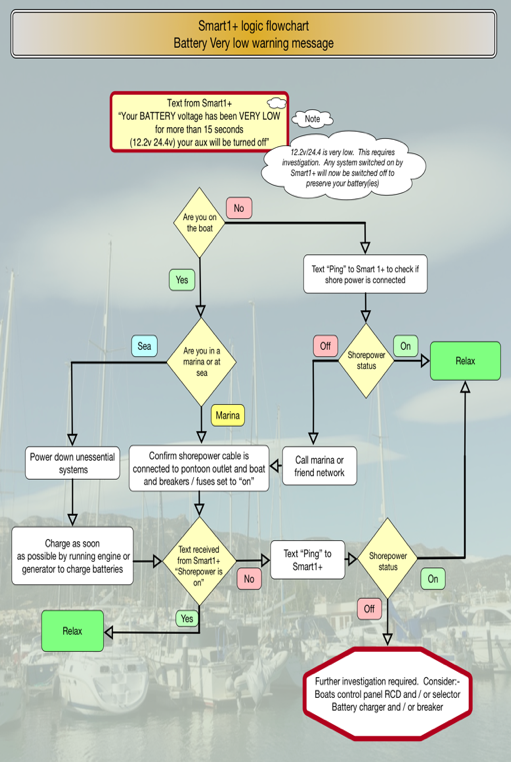 Smart1+ logic flowchart
Battery Very low warning message
Text from Smart1+
“Your BATTERY voltage has been VERY LOW
for more than 15 seconds
(12.2v 24.4v) your aux will be turned off”
Note
12.2v/24.4 is very low. This requires
investigation. Any system switched on by
Smart1+ will now be switched off to
preserve your battery(ies)
Are you on
the boat
No
Yes
Text “Ping” to Smart 1+ to check if
shore power is connected
Are you in a
marina or at
sea
Sea
Marina
Shorepower
status
Off
On
Relax
Power down unessential
systems
Confirm shorepower cable is
connected to pontoon outlet and boat
and breakers / fuses set to “on”
Call marina or
friend network
Charge as soon
as possible by running engine or
generator to charge batteries
Text received
from Smart1+
“Shorepower is
on”
No
Yes
Text “Ping” to
Smart1+
Shorepower
status
On
Off
Relax
Further investigation required. Consider:-
Boats control panel RCD and / or selector
Battery charger and / or breaker